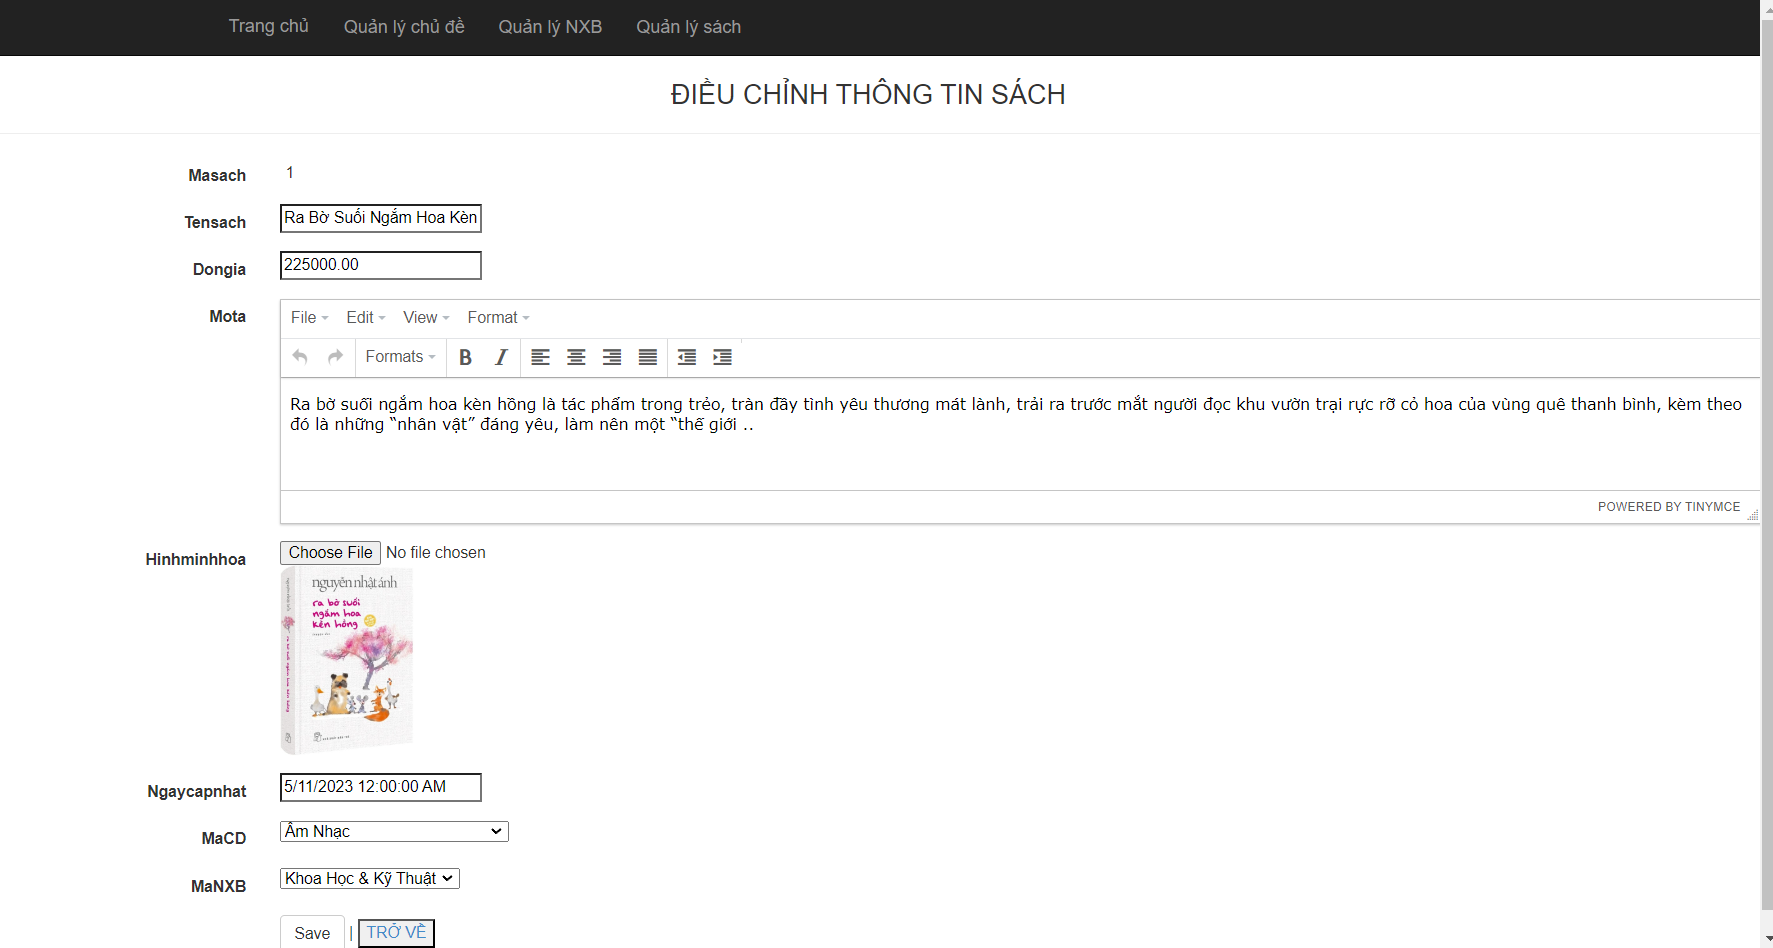 Trang chủ Quản lý chủ đề Quản lý NXB Quản lý sách
ĐIỀU CHỈNH THÔNG TIN SÁCH
Masach 1
Tensach Ra Bờ Suối Ngắm Hoa Kèn
Dongia 225000.00
Mota File Edit View Format
Formats B I
Ra bờ suối ngắm hoa kèn hồng là tác phẩm trong trẻo, tràn đầy tình yêu thương mát lành, trải ra trước mắt người đọc khu vườn trại rực rỡ cỏ hoa của vùng quê thanh bình, kèm theo
đó là những “nhân vật” đáng yêu, làm nên một “thế giới ..
POWERED BY TINYMCE
Hinhminhhoa Choose File No file chosen
nguyễn nhật ánh
ra bờ suối
ngắm hoa
kèn hồng
Ngaycapnhat 5/11/2023 12:00:00 AM
MaCD Âm Nhạc
MaNXB Khoa Học & Kỹ Thuật
Save | TRỞ VỀ